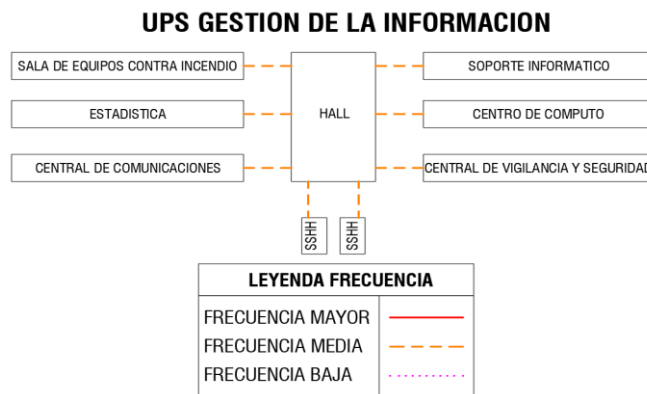 UPS GESTION DE LA INFORMACION
SALA DE EQUIPOS CONTRA INCENDIO
HALL
SOPORTE INFORMATICO
ESTADISTICA
CENTRO DE COMPUTO
CENTRAL DE COMUNICACIONES
CENTRAL DE VIGILANCIA Y SEGURIDAD
SSHH
SSHH
LEYENDA FRECUENCIA
FRECUENCIA MAYOR
FRECUENCIA MEDIA
FRECUENCIA BAJA